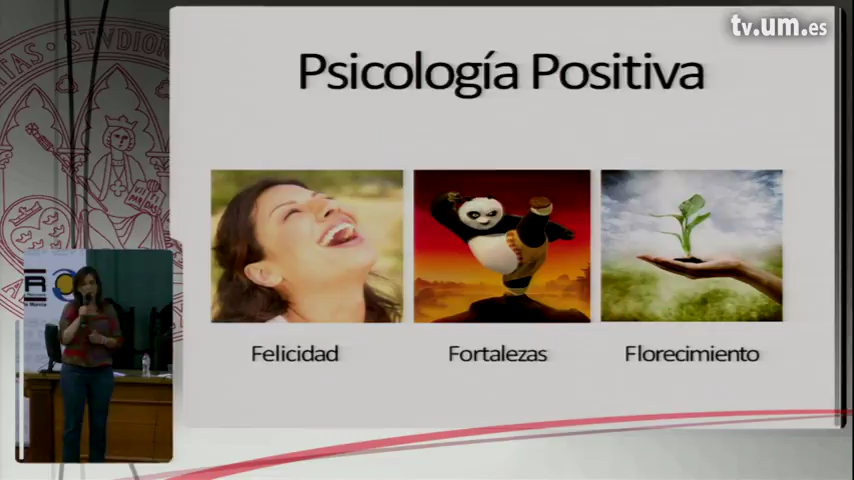 tv.um.es
Psicología Positiva
Felicidad
Fortalezas
Florecimiento